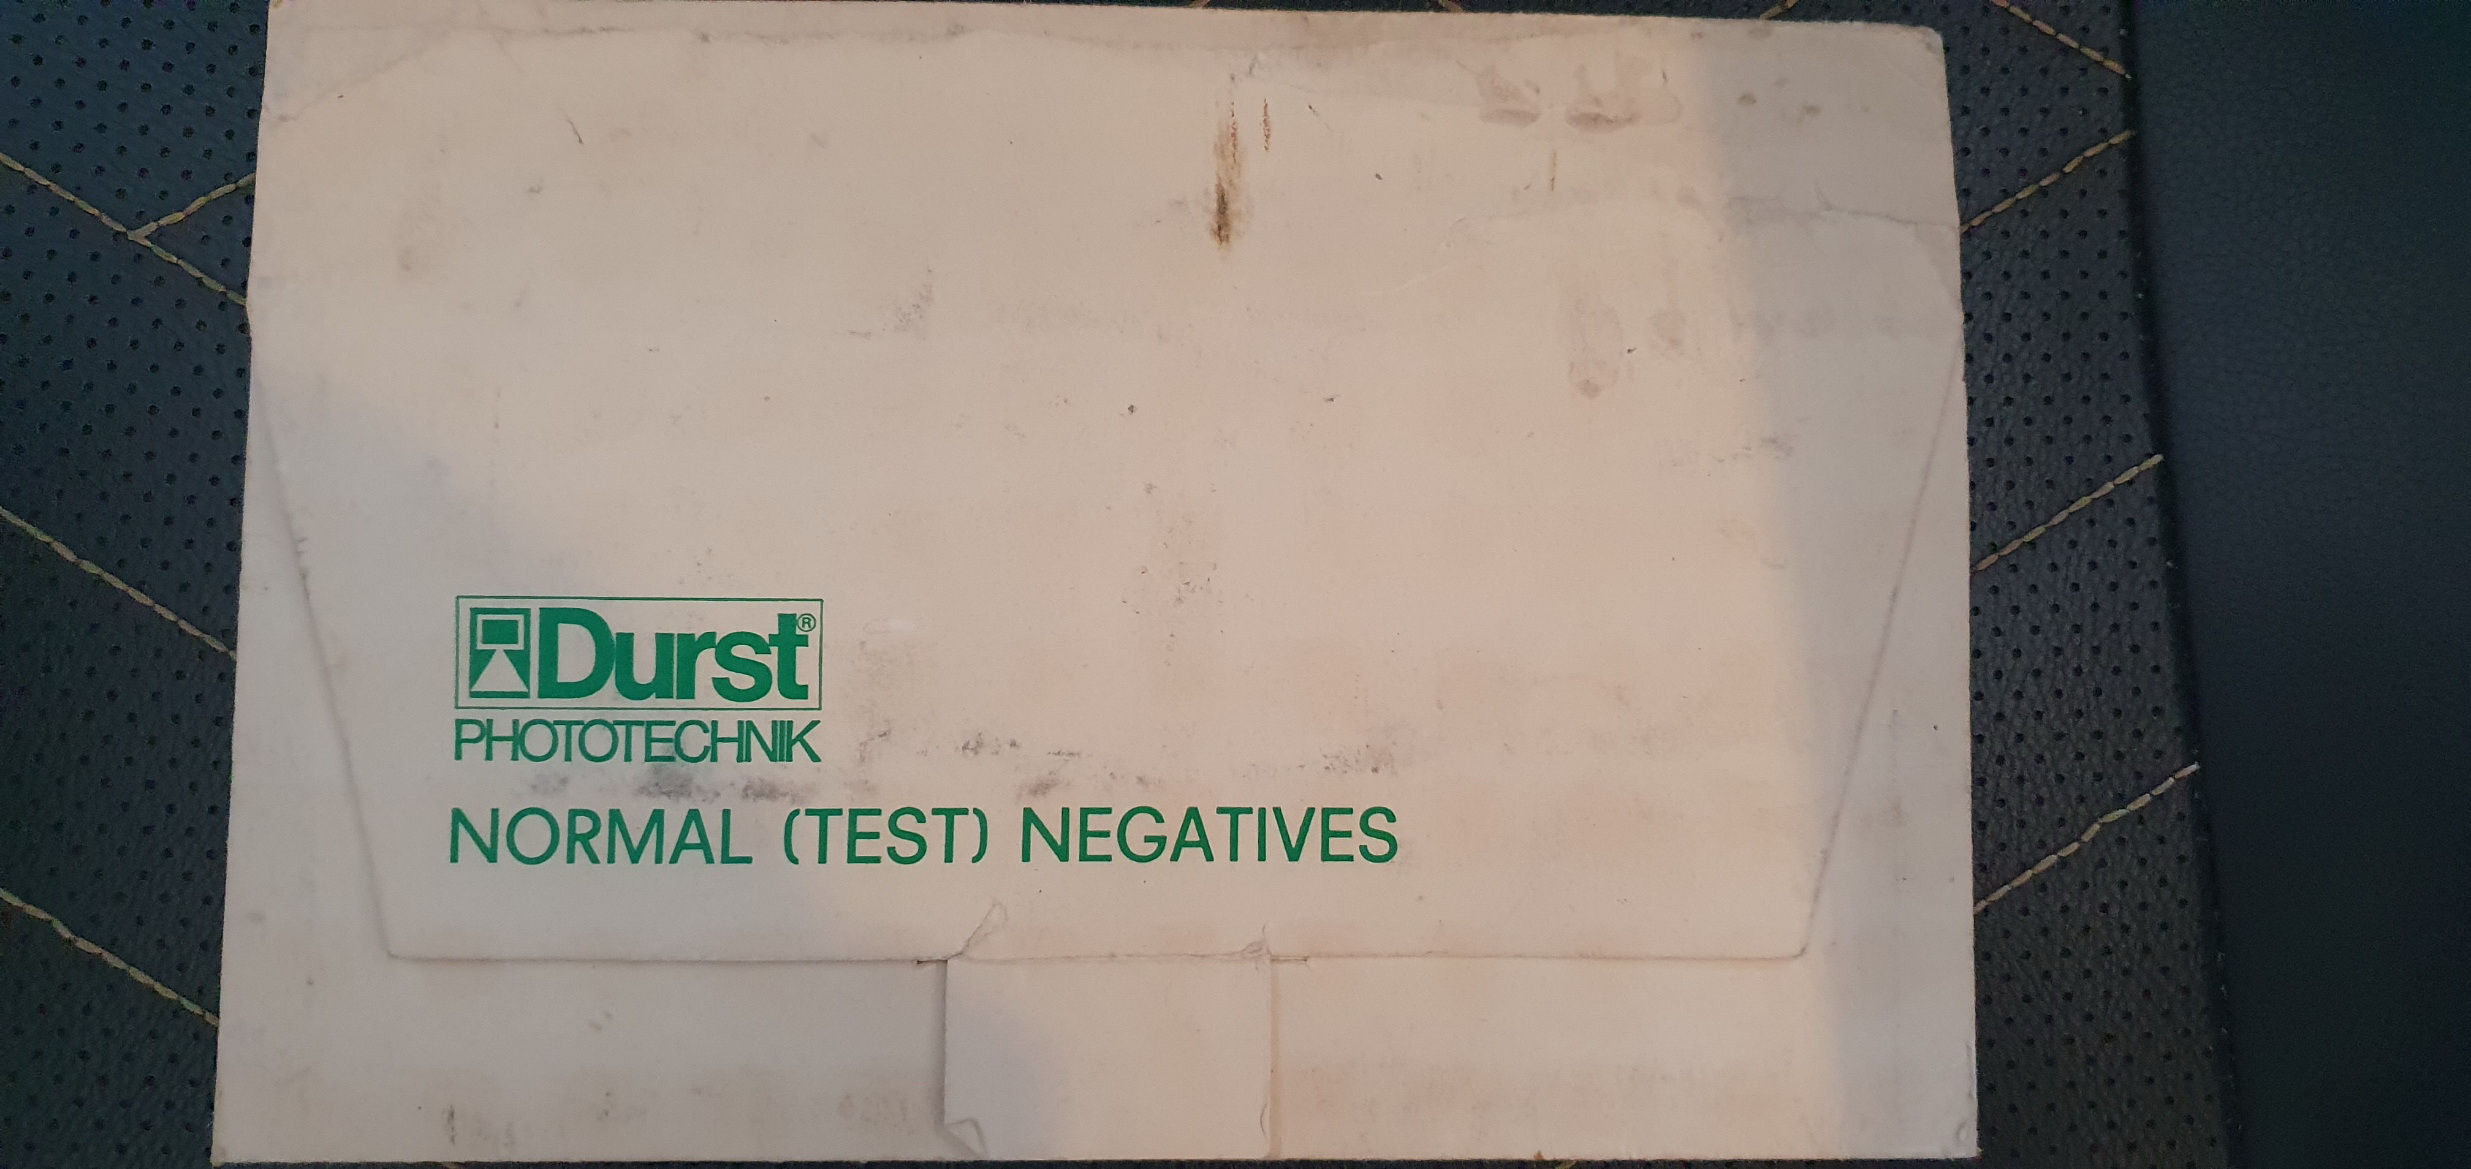 Durst®
PHOTOTECHNIK
NORMAL (TEST) NEGATIVES